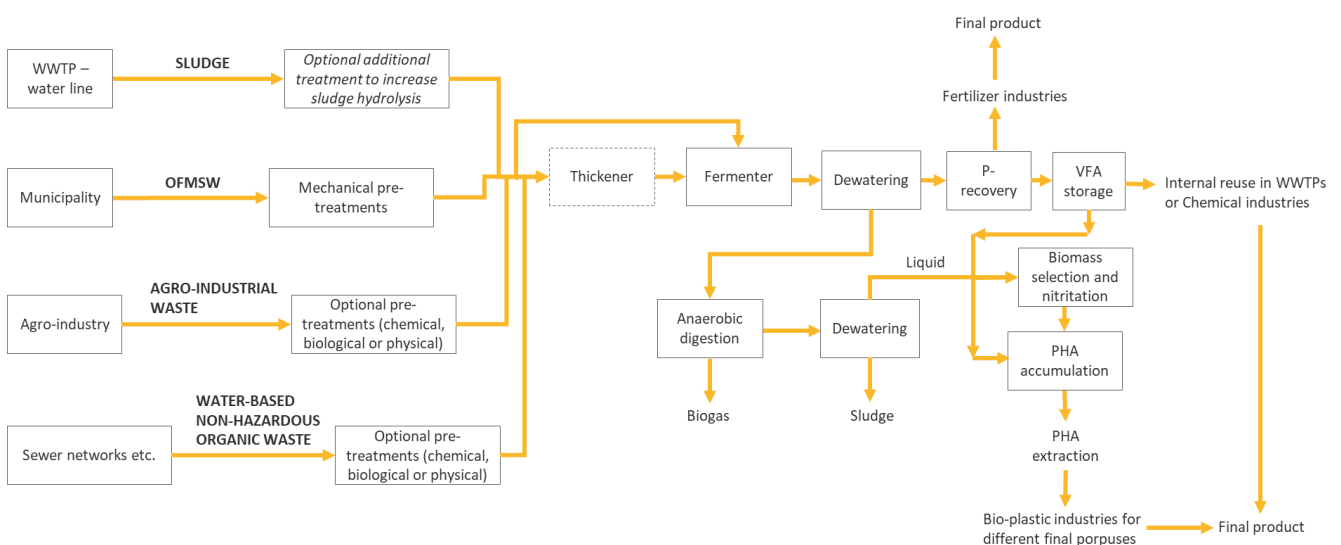 Final product
WWTP –
water line
SLUDGE
Optional additional
treatment to increase
sludge hydrolysis
Fertilizer industries
Municipality
OFMSW
Mechanical pre-
treatments
Thickener
Fermenter
Dewatering
P-
recovery
VFA
storage
Internal reuse in WWTPs
or Chemical industries
Agro-industry
AGRO-INDUSTRIAL
WASTE
Optional pre-
treatments (chemical,
biological or physical)
Anaerobic
digestion
Dewatering
Liquid
Biomass
selection and
nitritation
PHA
accumulation
Biogas
Sludge
Sewer networks etc.
WATER-BASED
NON-HAZARDOUS
ORGANIC WASTE
Optional pre-
treatments (chemical,
biological or physical)
PHA
extraction
Bio-plastic industries for
different final porpuses
Final product